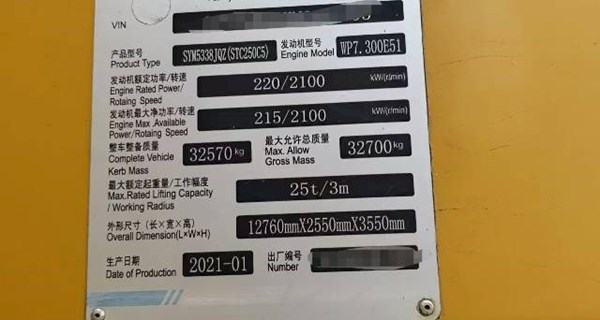 VIN
产品型号 SYM5338JQZ(STC250C5) 发动机型号 WP7.300E51
Product Type Engine Model
发动机额定功率/转速 220/2100 kW/(r/min)
Engine Rated Power/
Rotaing Speed
发动机最大净功率/转速 215/2100 kW/(r/min)
Engine Max .Available
Power/Rotaing Speed
整车整备质量 32570 kg 最大允许总质量 32700 kg
Complete Vehicle Max. Allow
Kerb Mass Gross Mass
最大额定起重量/工作幅度 25t/3m
Max.Rated Lifting Capacity
/ Working Radius
外形尺寸 (长×宽×高) 12760mmX2550mmX3550mm
Overall Dimension(L×W×H)
生产日期 2021-01 出厂编号
Date of Production Number